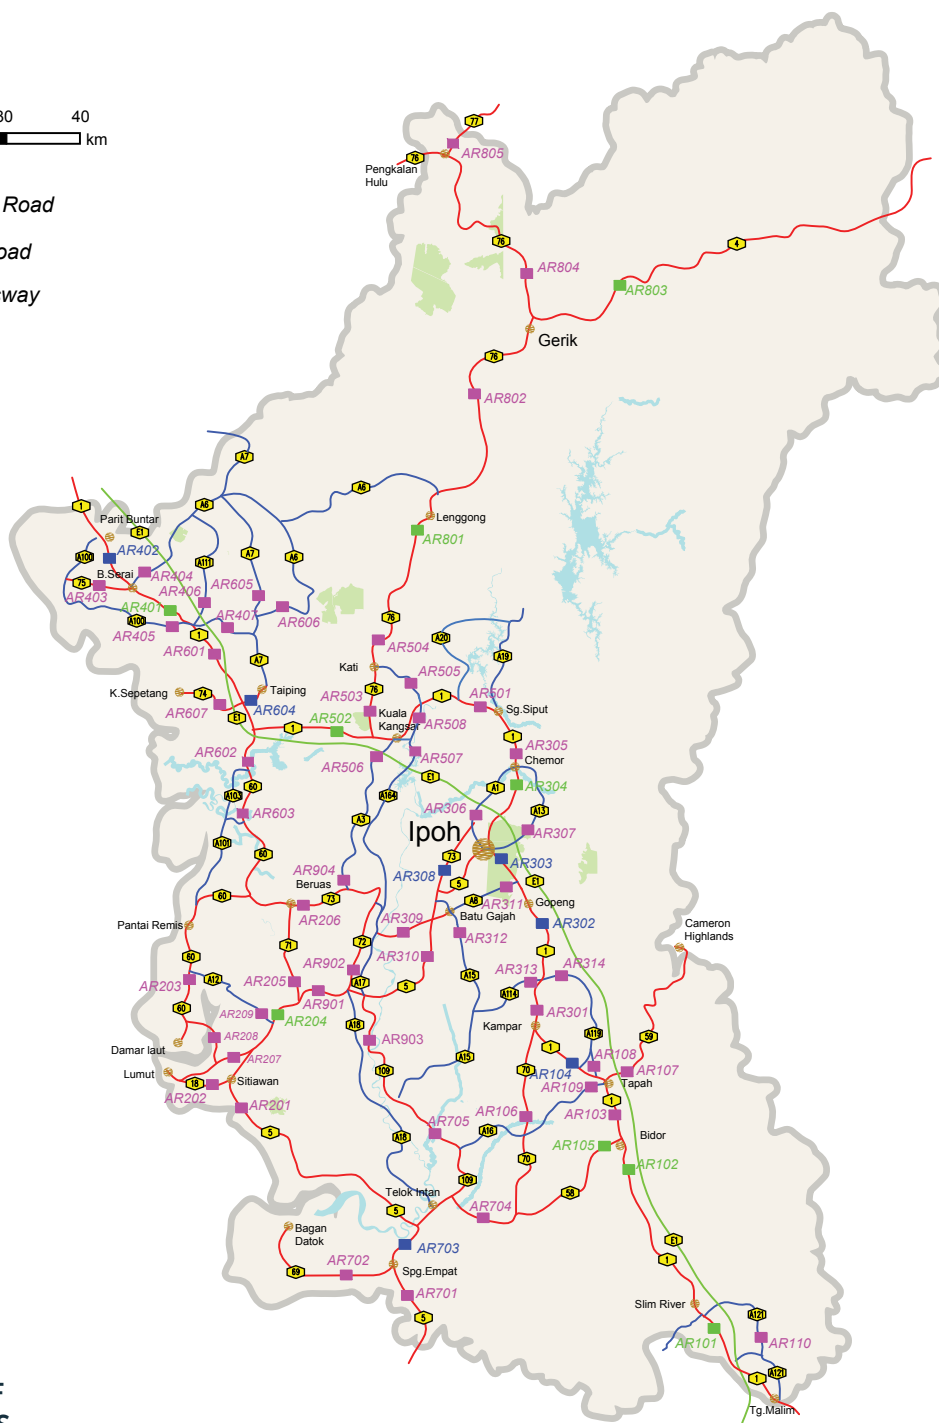 30
40
km
Road
oad
sway
77
76
AR805
Pengkalan
Hulu
76
4
AR804
AR803
Gerik
76
AR802
A7
A6
1
A6
Lenggong
Parit Buntar
E1
AR801
AR402
A100
A111
A7
A6
B.Serai
AR404
75
AR403
AR406
AR605
AR401
AR407
AR606
A100
76
AR405
1
AR504
A20
AR601
A19
A7
Kati
AR505
K.Sepetang
74
Taiping
76
AR503
1
AR501
AR607
AR604
Kuala
Kangsar
Sg.Siput
E1
1
AR502
AR508
1
AR602
AR305
AR506
AR507
Chemor
E1
A103
60
A164
A1
AR304
AR603
A3
AR306
A13
A101
Ipoh
AR307
60
73
AR303
AR904
AR308
5
E1
Beruas
60
73
A8
AR311
Gopeng
AR206
Batu Gajah
Pantai Remis
AR309
AR302
Cameron
Highlands
71
72
AR312
1
60
AR310
AR902
AR313
AR314
A12
A15
AR203
AR205
A17
5
AR901
A114
60
AR209
AR204
AR301
A18
Kampar
AR208
AR903
A119
59
Damar laut
1
AR207
A15
AR108
Lumut
109
70
AR104
AR107
18
Sitiawan
AR109
Tapah
AR202
1
AR201
AR106
AR103
5
AR705
A16
Bidor
A18
AR105
70
AR102
109
Telok Intan
58
5
AR704
Bagan
Datok
E1
AR703
1
AR702
69
Spg.Empat
AR701
Slim River
5
A121
AR101
AR110
1
A121
Tg.Malim